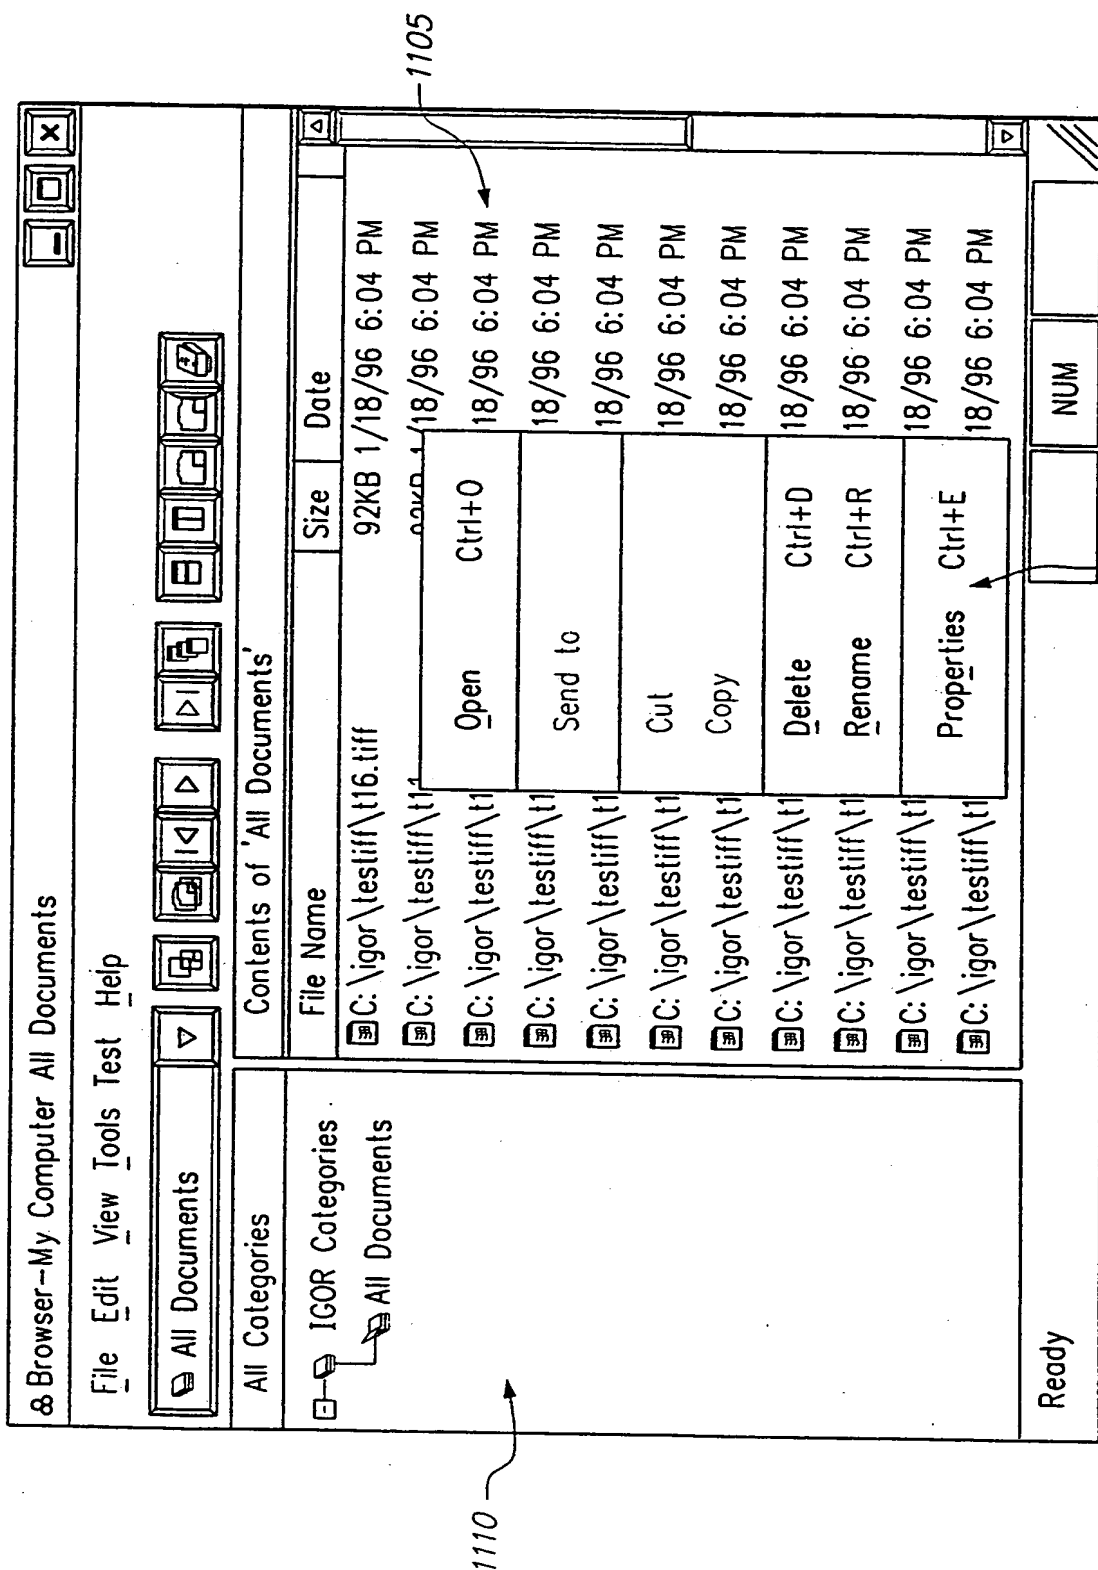 Browser-My Computer All Documents
File Edit View Tools Test Help
All Documents
All Categories
Contents of 'All Documents'
File Name Size Date
IGOR Categories
All Documents
C: \igor\testiff\t16.tiff 92KB 1/18/96 6:04 PM
C: \igor\testiff\t1 92KB 1/18/96 6:04 PM
C: \igor\testiff\t1 18/96 6:04 PM
C: \igor\testiff\t1 18/96 6:04 PM
C: \igor\testiff\t1 18/96 6:04 PM
C: \igor\testiff\t1 18/96 6:04 PM
C: \igor\testiff\t1 18/96 6:04 PM
C: \igor\testiff\t1 18/96 6:04 PM
C: \igor\testiff\t1 18/96 6:04 PM
C: \igor\testiff\t1 18/96 6:04 PM
C: \igor\testiff\t1 18/96 6:04 PM
Open Ctrl+O
Send to
Cut
Copy
Delete Ctrl+D
Rename Ctrl+R
Properties Ctrl+E
Ready NUM
1105
1110